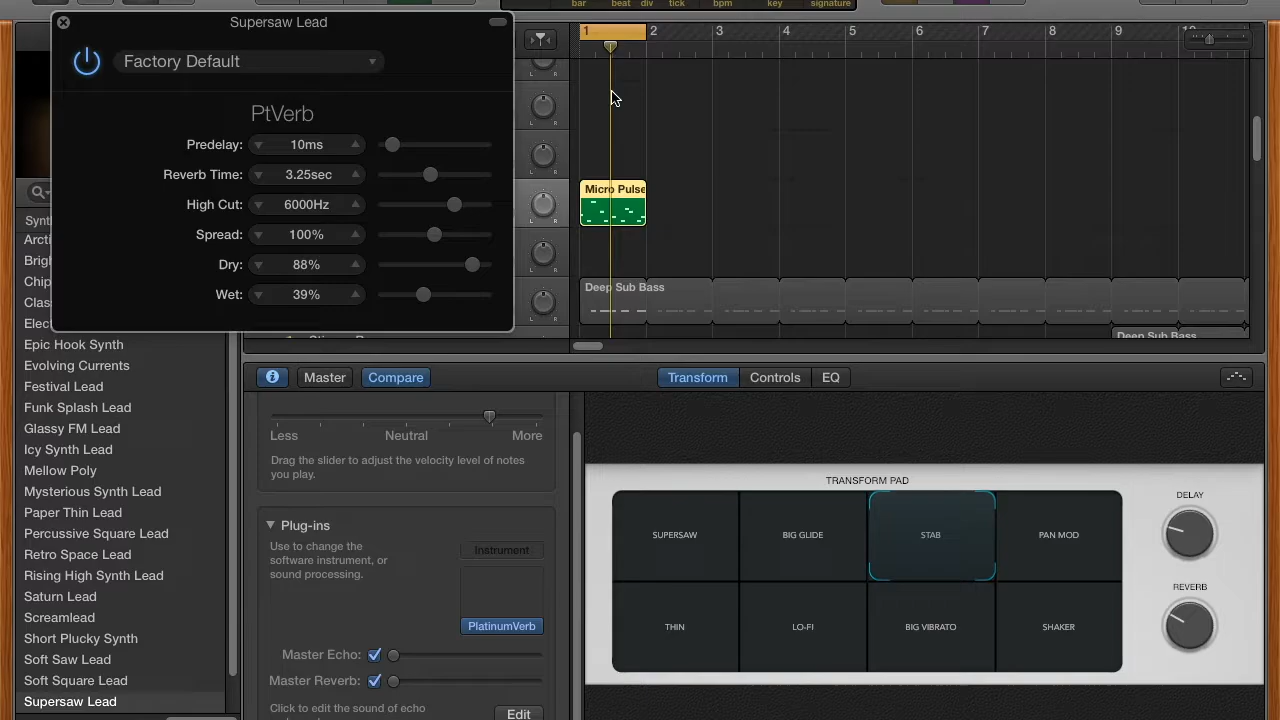 bar beat div tick bpm key signature
Supersaw Lead
Factory Default
PtVerb
Predelay: 10ms
Reverb Time: 3.25sec
High Cut: 6000Hz
Spread: 100%
Dry: 88%
Wet: 39%
1 2 3 4 5 6 7 8 9
L R
L R
L R
L R
L R
L R
Micro Pulse
Deep Sub Bass
Deep Sub Bass
Epic Hook Synth
Evolving Currents
Festival Lead
Funk Splash Lead
Glassy FM Lead
Icy Synth Lead
Mellow Poly
Mysterious Synth Lead
Paper Thin Lead
Percussive Square Lead
Retro Space Lead
Rising High Synth Lead
Saturn Lead
Screamlead
Short Plucky Synth
Soft Saw Lead
Soft Square Lead
Supersaw Lead
Master
Compare
Transform
Controls
EQ
Less Neutral More
Drag the slider to adjust the velocity level of notes
you play.
Plug-ins
Use to change the
software instrument, or
sound processing.
Instrument
PlatinumVerb
Master Echo:
Master Reverb:
Click to edit the sound of echo
Edit
TRANSFORM PAD
SUPERSAW BIG GLIDE STAB PAN MOD
THIN LO-FI BIG VIBRATO SHAKER
DELAY
REVERB